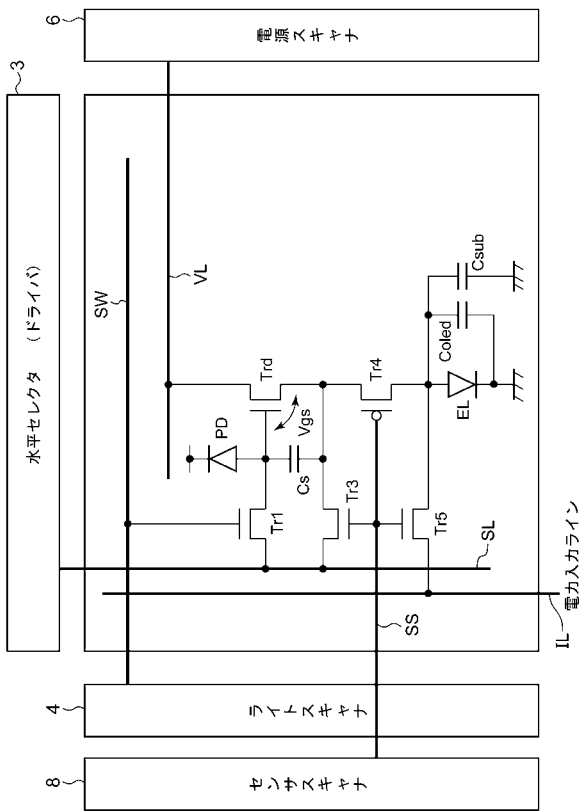 3
水平セレクタ (ドライバ)
6
電源スキャナ
4
ライトスキャナ
8
センサスキャナ
SW
VL
PD
Trd
Vgs
Tr1
Cs
Tr3
Tr4
Tr5
Coled
Csub
EL
SL
SS
IL
電力入力ライン